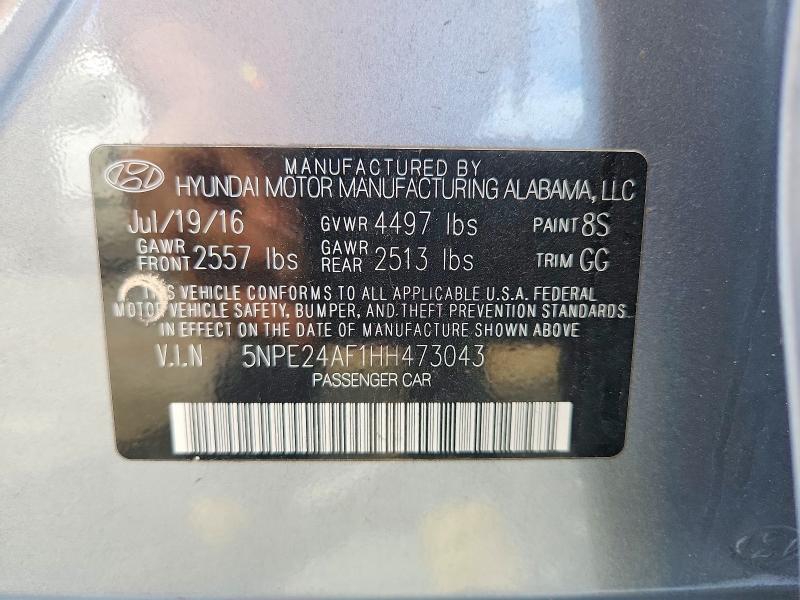 MANUFACTURED BY
HYUNDAI MOTOR MANUFACTURING ALABAMA, LLC
Jul/19/16 GVWR 4497 lbs PAINT 8S
GAWR FRONT 2557 lbs GAWR REAR 2513 lbs TRIM GG
THIS VEHICLE CONFORMS TO ALL APPLICABLE U.S.A. FEDERAL
MOTOR VEHICLE SAFETY, BUMPER, AND THEFT PREVENTION STANDARDS
IN EFFECT ON THE DATE OF MANUFACTURE SHOWN ABOVE.
V.I.N 5NPE24AF1HH473043
PASSENGER CAR